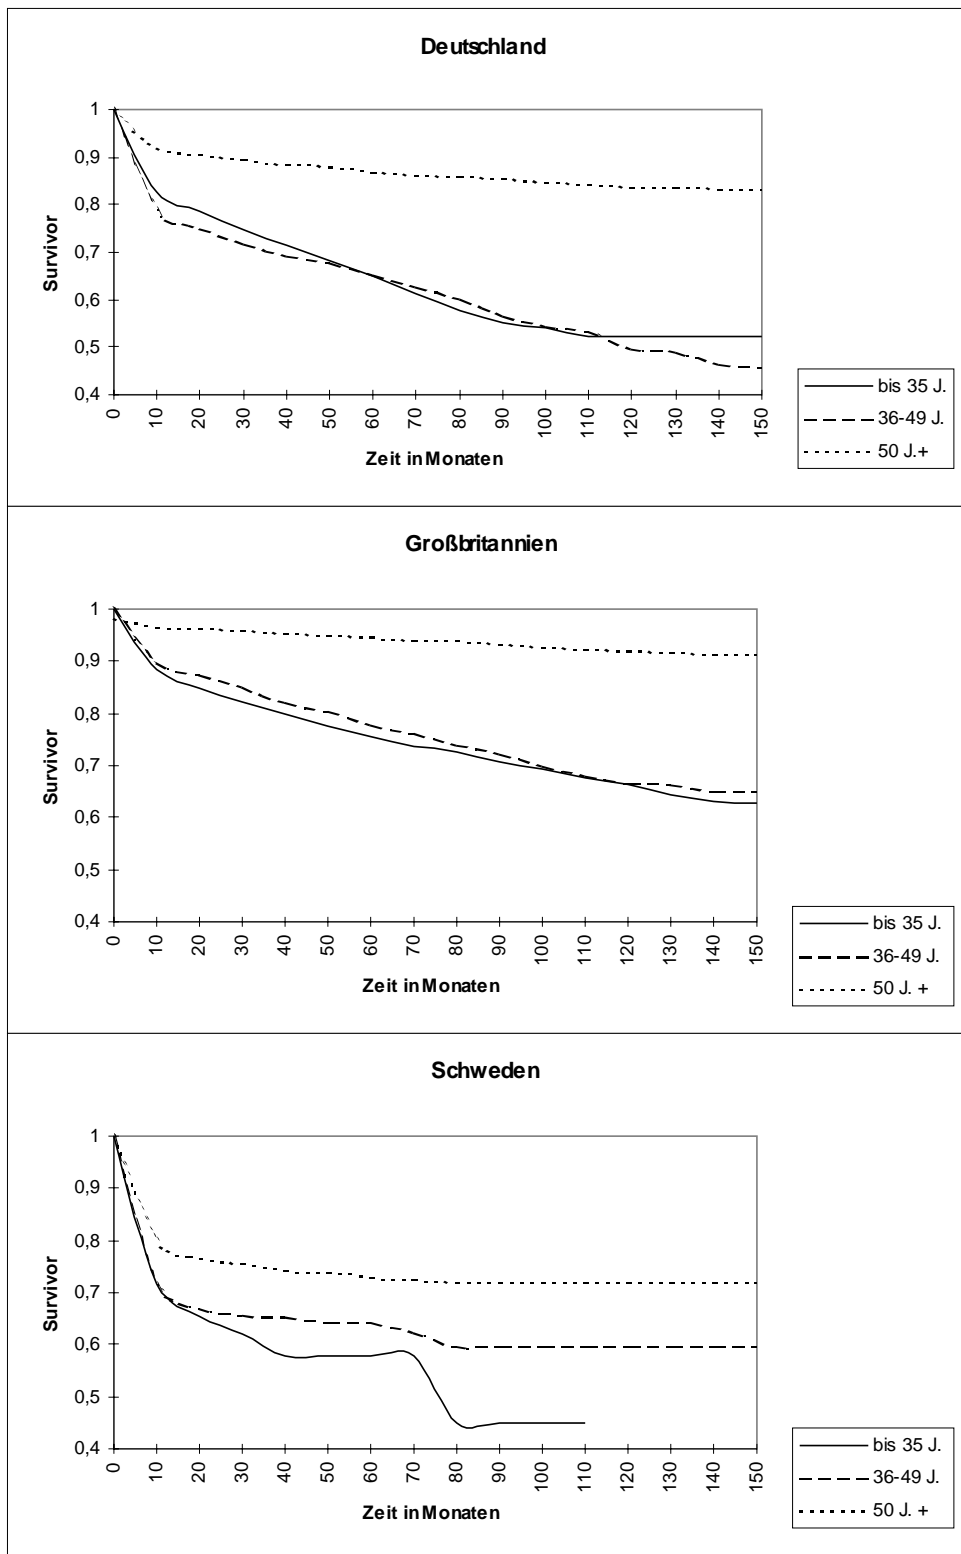 Deutschland
1
0,9
0,8
0,7
0,6
0,5
0,4
Survivor
0 10 20 30 40 50 60 70 80 90 100 110 120 130 140 150
Zeit in Monaten
bis 35 J.
36-49 J.
50 J.+
Großbritannien
1
0,9
0,8
0,7
0,6
0,5
0,4
Survivor
0 10 20 30 40 50 60 70 80 90 100 110 120 130 140 150
Zeit in Monaten
bis 35 J.
36-49 J.
50 J. +
Schweden
1
0,9
0,8
0,7
0,6
0,5
0,4
Survivor
0 10 20 30 40 50 60 70 80 90 100 110 120 130 140 150
Zeit in Monaten
bis 35 J.
36-49 J.
50 J. +